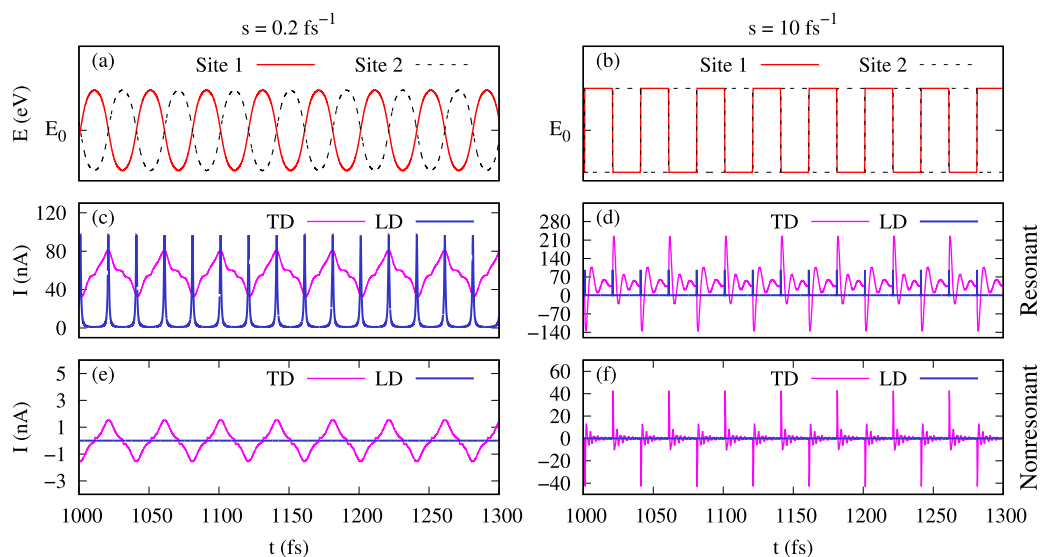 s = 0.2 fs⁻¹
s = 10 fs⁻¹
(a)
Site 1
Site 2
E (eV)
E₀
(b)
Site 1
Site 2
E₀
(c)
TD
LD
I (nA)
120
80
40
0
(d)
TD
LD
280
210
140
70
0
−70
−140
Resonant
(e)
TD
LD
I (nA)
5
3
1
−1
−3
1000 1050 1100 1150 1200 1250 1300
t (fs)
(f)
TD
LD
60
40
20
0
−20
−40
Nonresonant
1000 1050 1100 1150 1200 1250 1300
t (fs)